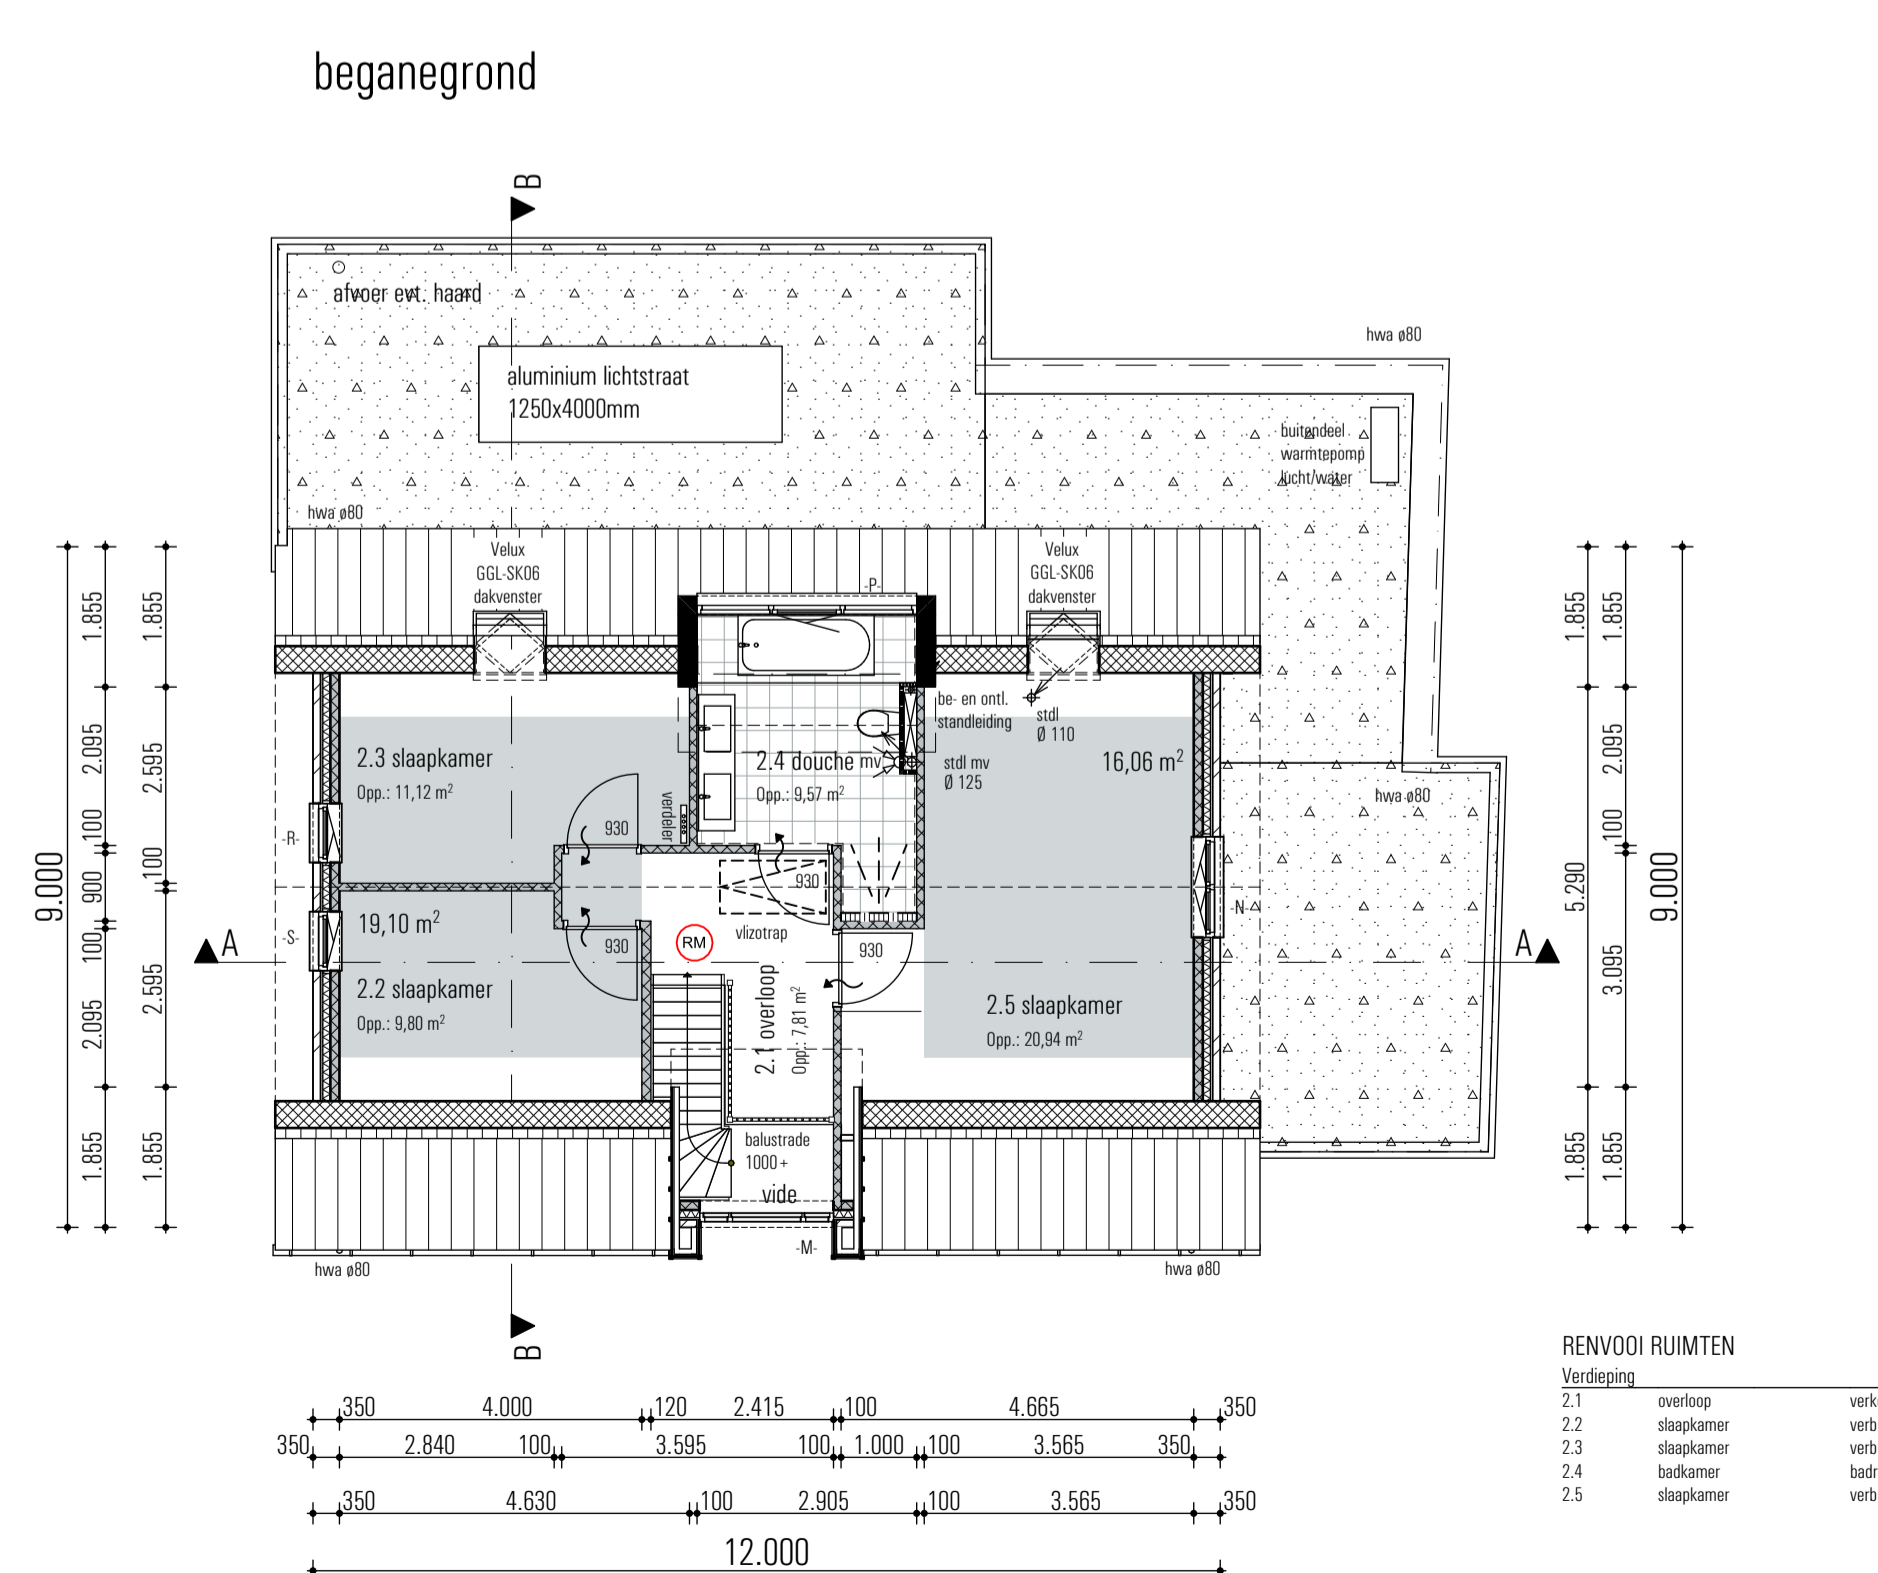 beganegrond
B
afvoer evt. haard
aluminium lichtstraat
1250x4000mm
hwa ø80
hwa ø80
buitendeel
warmtepomp
lucht/water
Velux
GGL-SK06
dakvenster
Velux
GGL-SK06
dakvenster
-P-
9.000
1.855
2.095
100
900
100
2.095
1.855
1.855
2.595
100
2.595
1.855
2.3 slaapkamer
Opp.: 11,12 m²
930
verdeler
2.4 douche
mv
Opp.: 9,57 m²
be- en ontl.
standleiding
stdl
Ø 110
stdl mv
Ø 125
16,06 m²
hwa ø80
-R-
-S-
19,10 m²
2.2 slaapkamer
Opp.: 9,80 m²
930
930
vlizotrap
RM
930
2.1 overloop
Opp.: 7,81 m²
2.5 slaapkamer
Opp.: 20,94 m²
-N-
A
A
balustrade
1000+
vide
-M-
hwa ø80
hwa ø80
1.855
5.290
1.855
1.855
2.095
100
3.095
1.855
9.000
B
350 4.000 120 2.415 100 4.665 350
350 2.840 100 3.595 100 1.000 100 3.565 350
350 4.630 100 2.905 100 3.565 350
12.000
RENVOOI RUIMTEN
Verdieping
2.1 overloop
2.2 slaapkamer verb
2.3 slaapkamer verb
2.4 badkamer
2.5 slaapkamer verb